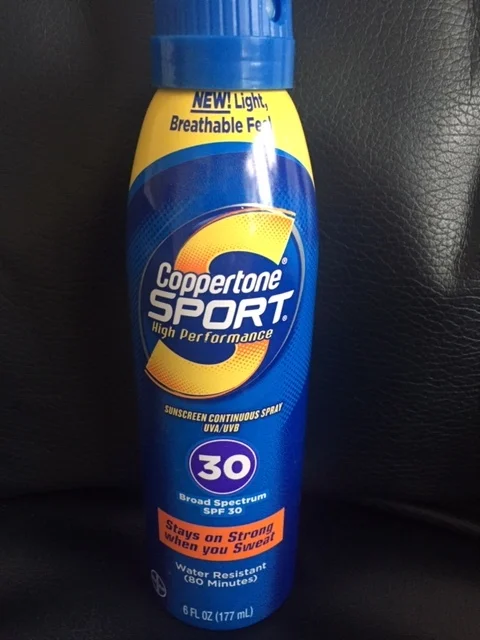 NEW! Light,
Breathable Feel
Coppertone®
SPORT®
High Performance
SUNSCREEN CONTINUOUS SPRAY
UVA/UVB
30
Broad Spectrum
SPF 30
Stays on Strong
when you Sweat
Water Resistant
(80 Minutes)
6 FL OZ (177 mL)